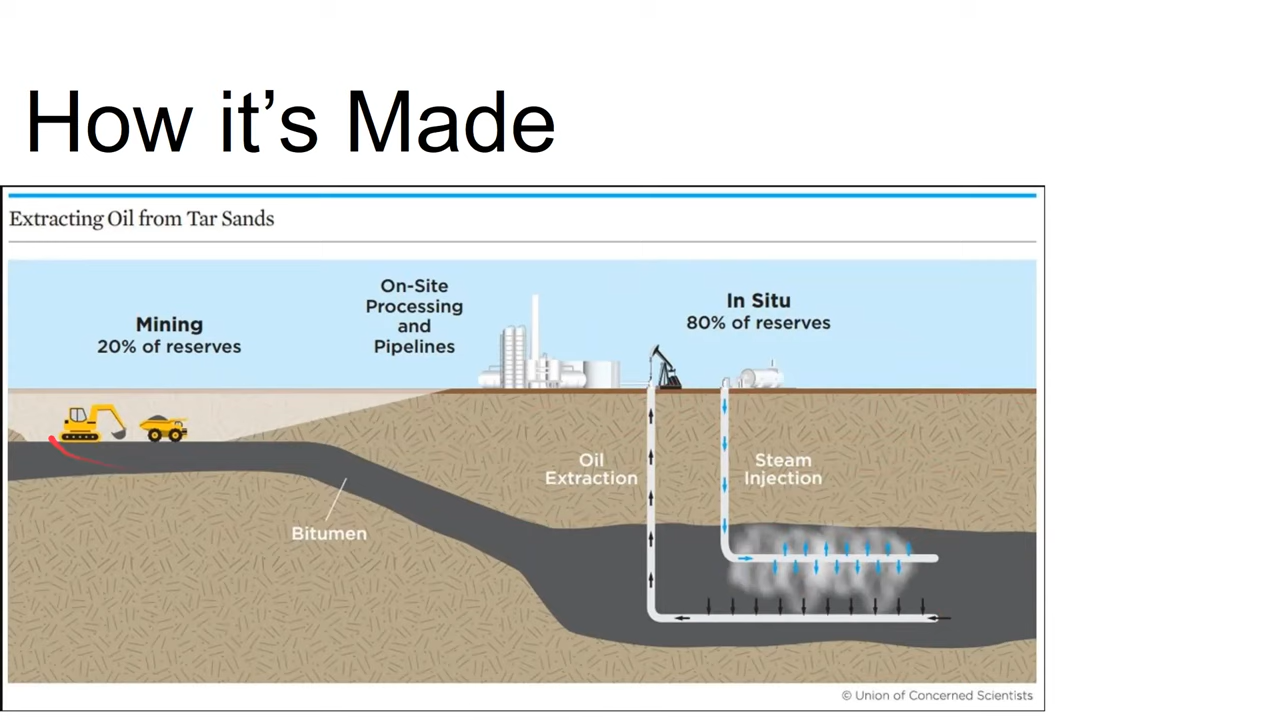 How it’s Made
Extracting Oil from Tar Sands
Mining
20% of reserves
On-Site
Processing
and
Pipelines
In Situ
80% of reserves
Oil
Extraction
Steam
Injection
Bitumen
© Union of Concerned Scientists